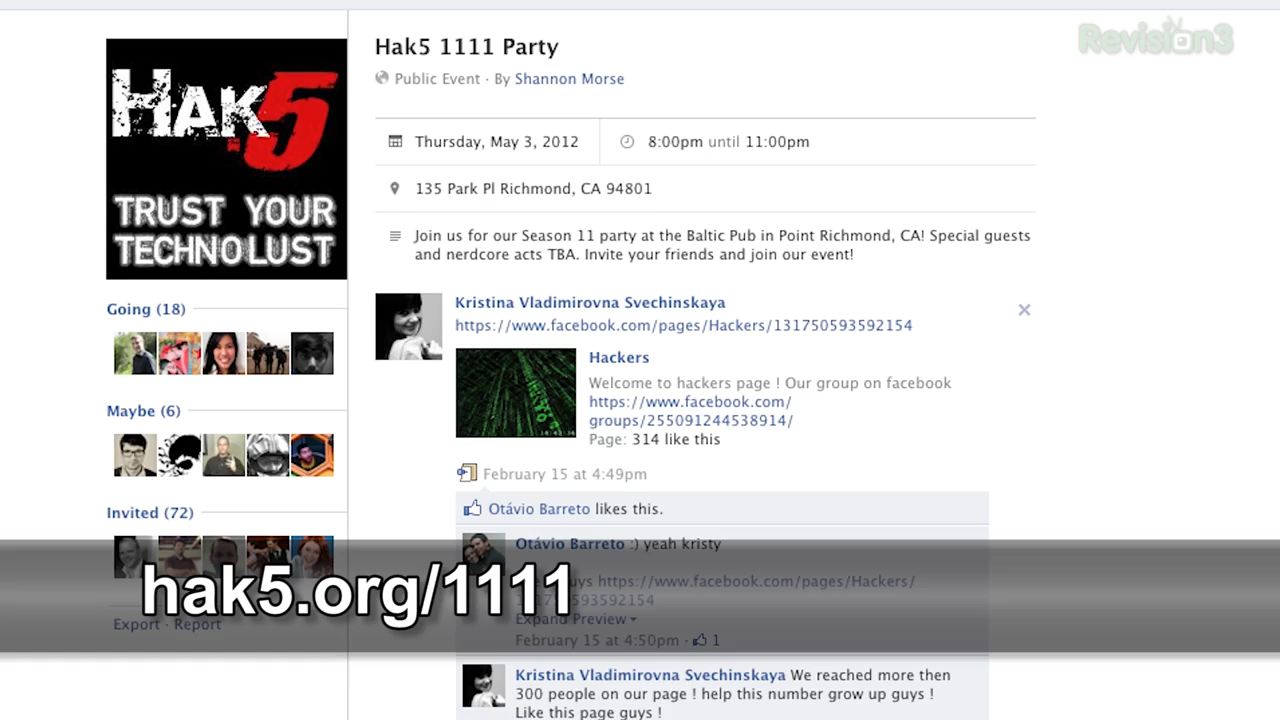 Revision3
HAK.5
TRUST YOUR
TECHNOLUST
Going (18)
Maybe (6)
Invited (72)
Export · Report
Hak5 1111 Party
Public Event · By Shannon Morse
Thursday, May 3, 2012
8:00pm until 11:00pm
135 Park Pl Richmond, CA 94801
Join us for our Season 11 party at the Baltic Pub in Point Richmond, CA! Special guests
and nerdcore acts TBA. Invite your friends and join our event!
Kristina Vladimirovna Svechinskaya
https://www.facebook.com/pages/Hackers/131750593592154
Hackers
Welcome to hackers page ! Our group on facebook
https://www.facebook.com/
groups/255091244538914/
Page: 314 like this
February 15 at 4:49pm
Otávio Barreto likes this.
Otávio Barreto :) yeah kristy
guys https://www.facebook.com/pages/Hackers/
131750593592154
Expand Preview
February 15 at 4:50pm · 1
hak5.org/1111
Kristina Vladimirovna Svechinskaya We reached more then
300 people on our page ! help this number grow up guys !
Like this page guys !